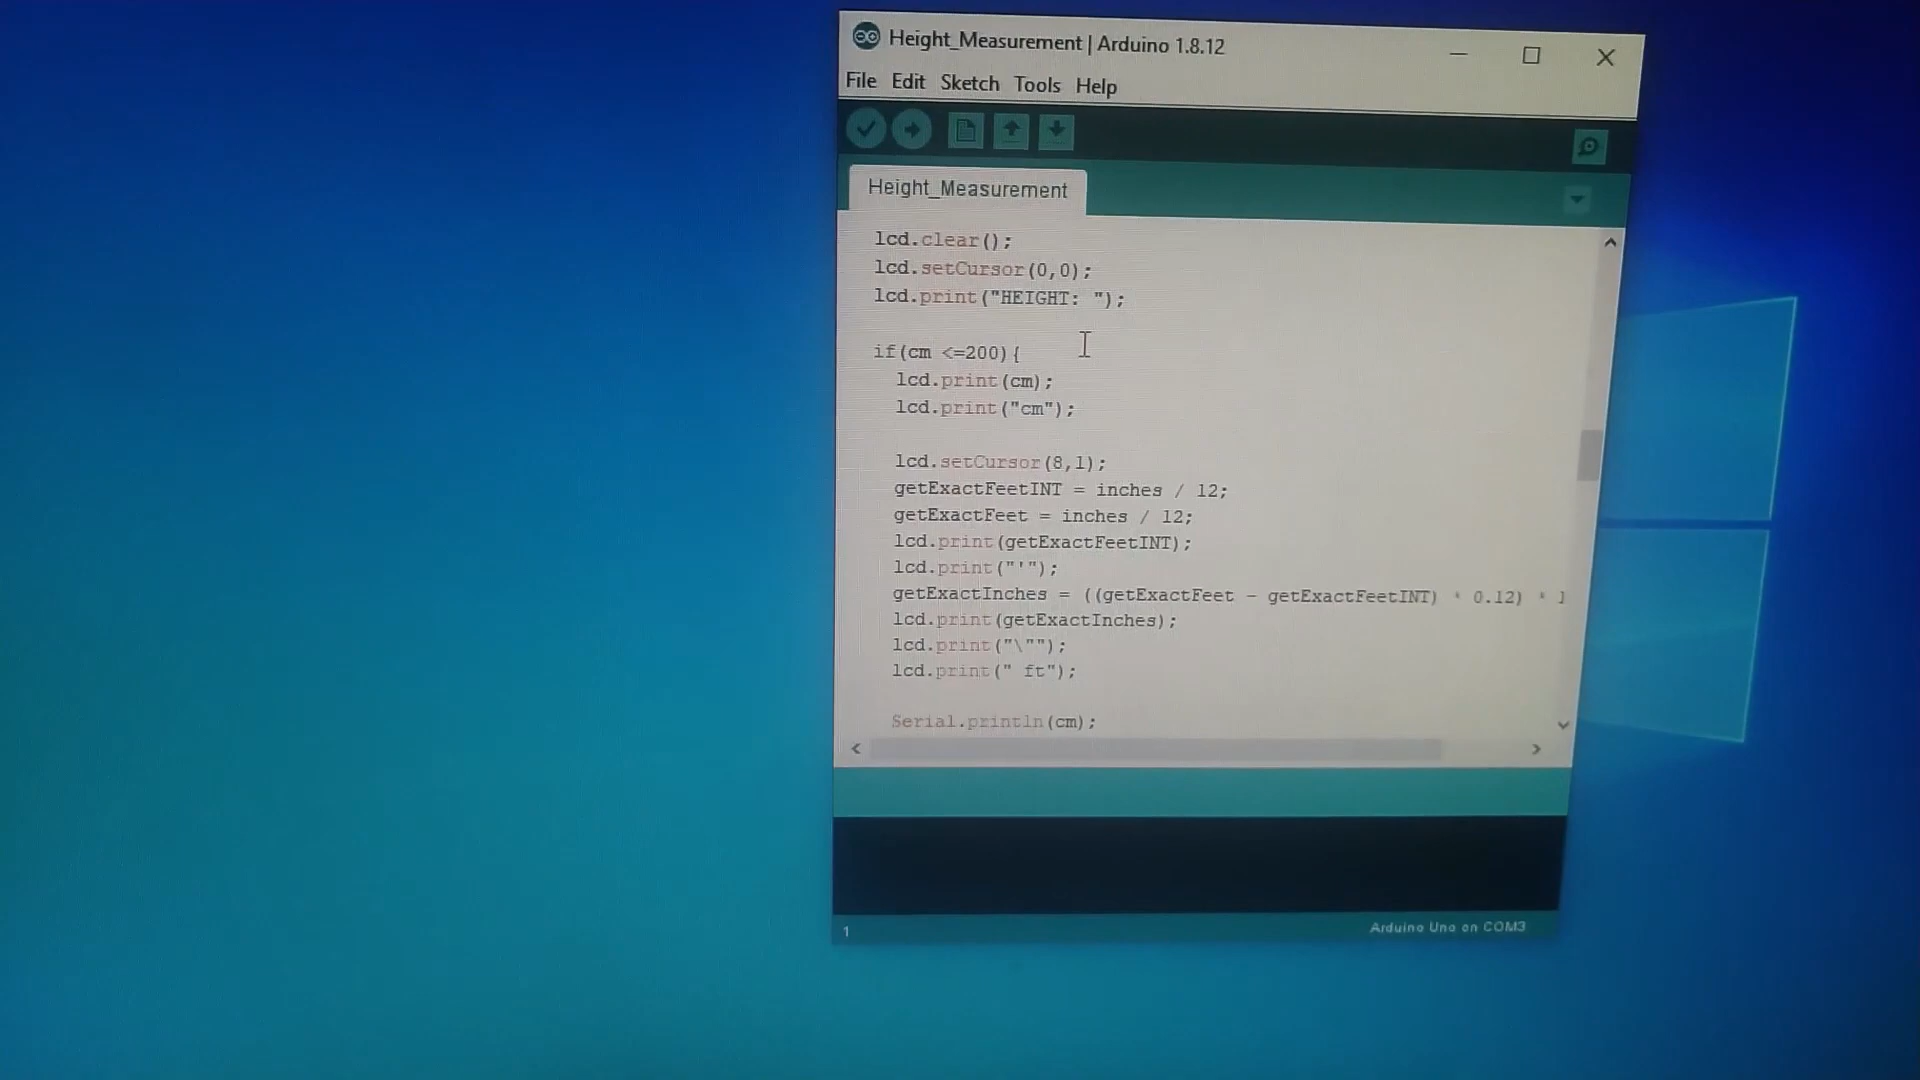 Height_Measurement | Arduino 1.8.12
File Edit Sketch Tools Help
Height_Measurement
lcd.clear();
lcd.setCursor(0,0);
lcd.print("HEIGHT: ");
if(cm <=200){
lcd.print(cm);
lcd.print("cm");
lcd.setCursor(8,1);
getExactFeetINT = inches / 12;
getExactFeet = inches / 12;
lcd.print(getExactFeetINT);
lcd.print("'");
getExactInches = ((getExactFeet - getExactFeetINT) * 0.12) *
lcd.print(getExactInches);
lcd.print("\"");
lcd.print(" ft");
Serial.println(cm);
1
Arduino Uno on COM3